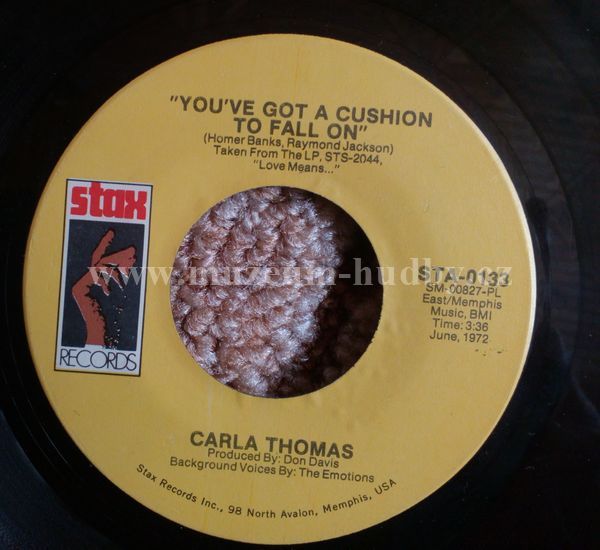 "YOU'VE GOT A CUSHION
TO FALL ON"
(Homer Banks, Raymond Jackson)
Taken From The LP, STS-2044,
"Love Means..."
stax
RECORDS
www.muzeum-hudby.cz
STA-0133
SM-00827-PL
East/Memphis
Music, BMI
Time: 3:36
June, 1972
CARLA THOMAS
Produced By: Don Davis
Background Voices By: The Emotions
Stax Records Inc., 98 North Avalon, Memphis, USA